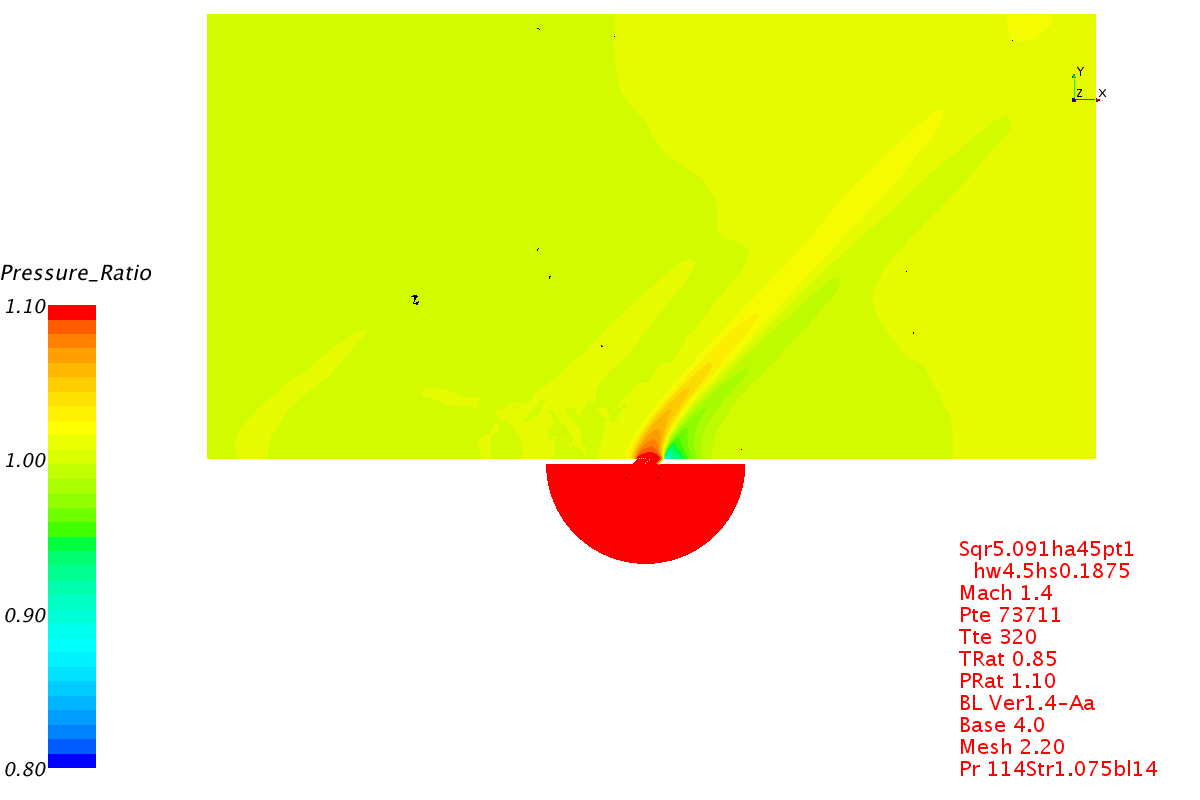 Y
Z X
Pressure_Ratio
1.10
1.00
0.90
0.80
Sqr5.091ha45pt1
hw4.5hs0.1875
Mach 1.4
Pte 73711
Tte 320
TRat 0.85
PRat 1.10
BL Ver1.4-Aa
Base 4.0
Mesh 2.20
Pr 114Str1.075bl14